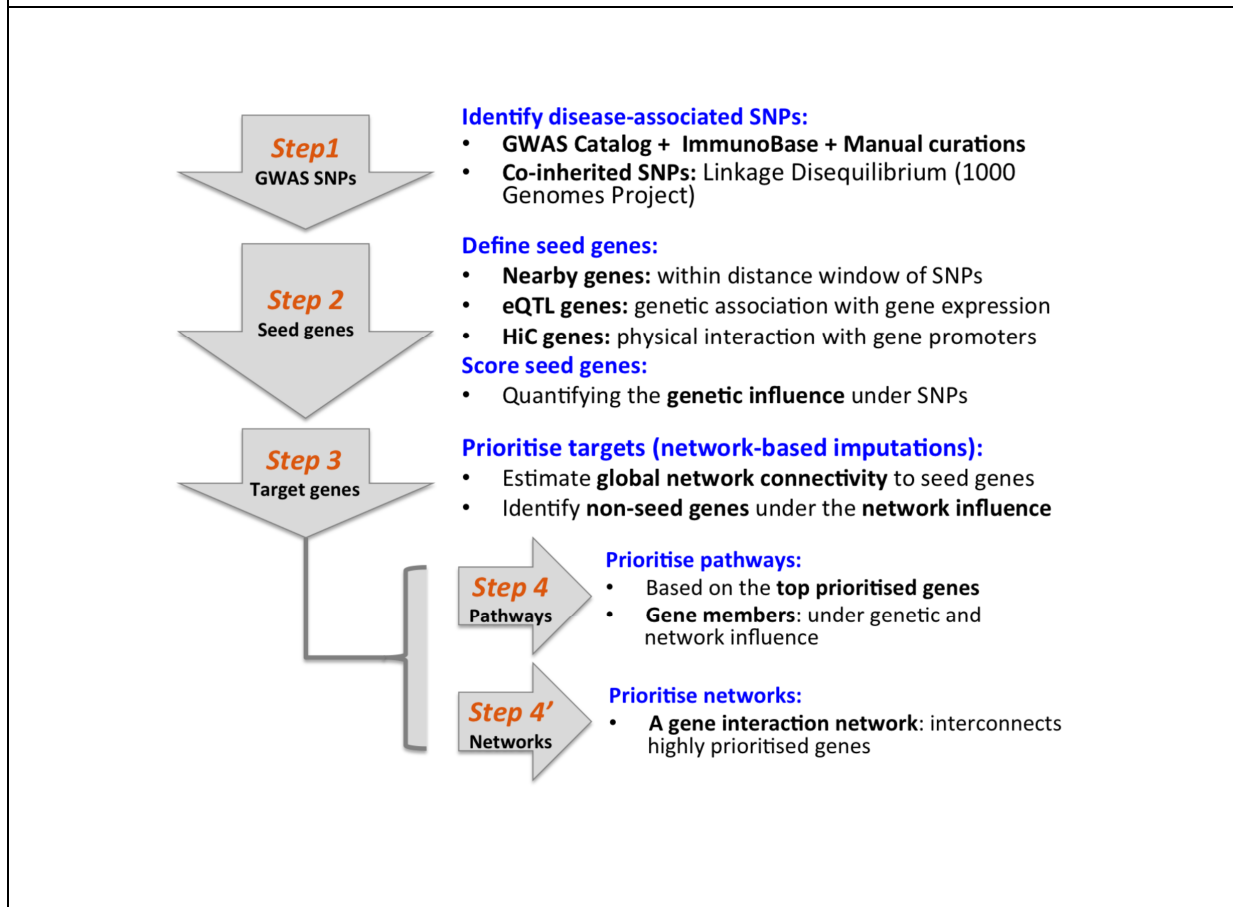 Step1
GWAS SNPs
Identify disease-associated SNPs:
• GWAS Catalog + ImmunoBase + Manual curations
• Co-inherited SNPs: Linkage Disequilibrium (1000
Genomes Project)
Step 2
Seed genes
Define seed genes:
• Nearby genes: within distance window of SNPs
• eQTL genes: genetic association with gene expression
• HiC genes: physical interaction with gene promoters
Score seed genes:
• Quantifying the genetic influence under SNPs
Step 3
Target genes
Prioritise targets (network-based imputations):
• Estimate global network connectivity to seed genes
• Identify non-seed genes under the network influence
Step 4
Pathways
Prioritise pathways:
• Based on the top prioritised genes
• Gene members: under genetic and
network influence
Step 4’
Networks
Prioritise networks:
• A gene interaction network: interconnects
highly prioritised genes